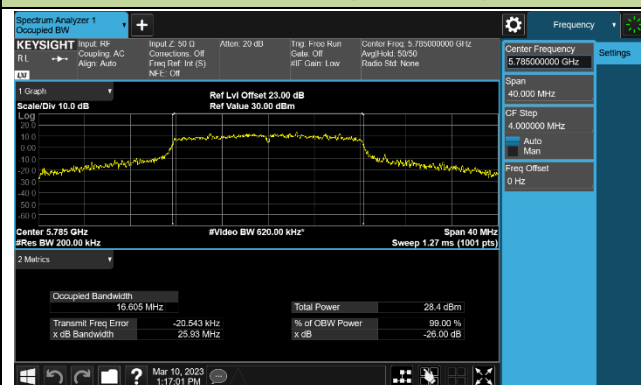 Spectrum Analyzer 1
Occupied BW
+
Frequency
KEYSIGHT
RL
LXI
Input: RF
Coupling: AC
Align: Auto
Input Z: 50 Ω
Corrections: Off
Freq Ref: Int (S)
NFE: Off
Atten: 20 dB
Trig: Free Run
Gate: Off
#IF Gain: Low
Center Freq: 5.785000000 GHz
Avg|Hold: 50/50
Radio Std: None
Center Frequency
5.785000000 GHz
Settings
Span
40.000 MHz
CF Step
4.000000 MHz
Auto
Man
Freq Offset
0 Hz
1 Graph
Scale/Div 10.0 dB
Ref Lvl Offset 23.00 dB
Ref Value 30.00 dBm
Log
20.0
10.0
0.00
-10.0
-20.0
-30.0
-40.0
-50.0
-60.0
Center 5.785 GHz
#Res BW 200.00 kHz
#Video BW 620.00 kHz*
Span 40 MHz
Sweep 1.27 ms (1001 pts)
2 Metrics
Occupied Bandwidth
16.605 MHz
Total Power 28.4 dBm
Transmit Freq Error -20.543 kHz % of OBW Power 99.00 %
x dB Bandwidth 25.93 MHz x dB -26.00 dB
? Mar 10, 2023
1:17:01 PM